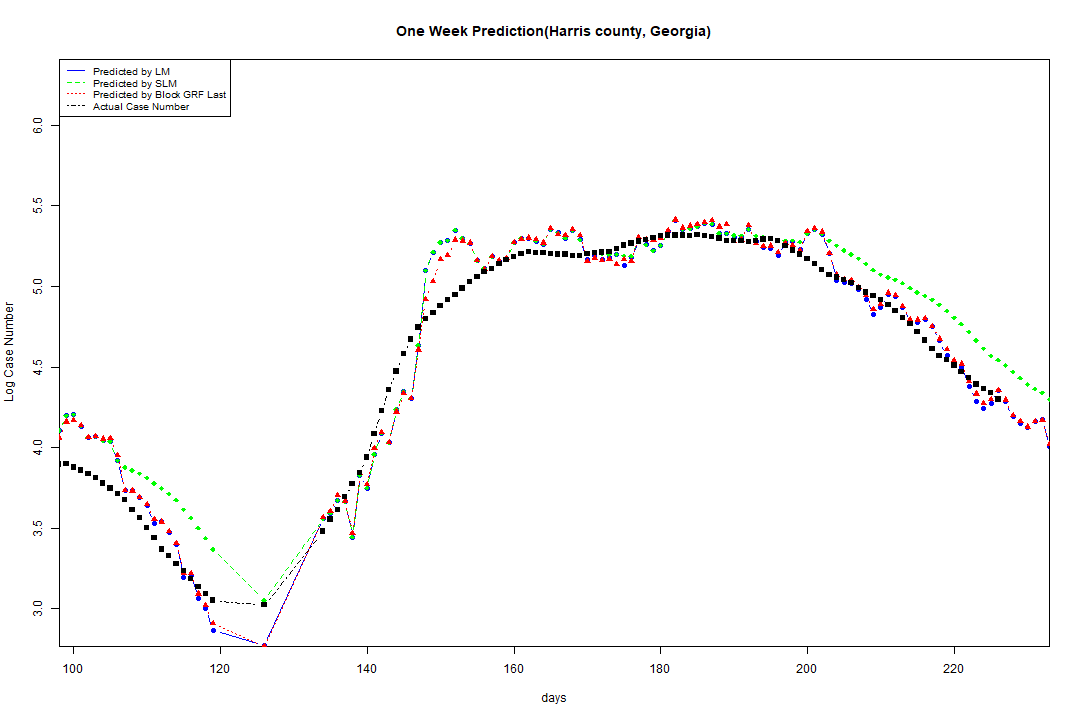 One Week Prediction(Harris county, Georgia)
Predicted by LM
Predicted by SLM
Predicted by Block GRF Last
Actual Case Number
6.0
5.5
5.0
4.5
4.0
3.5
3.0
Log Case Number
100 120 140 160 180 200 220
days